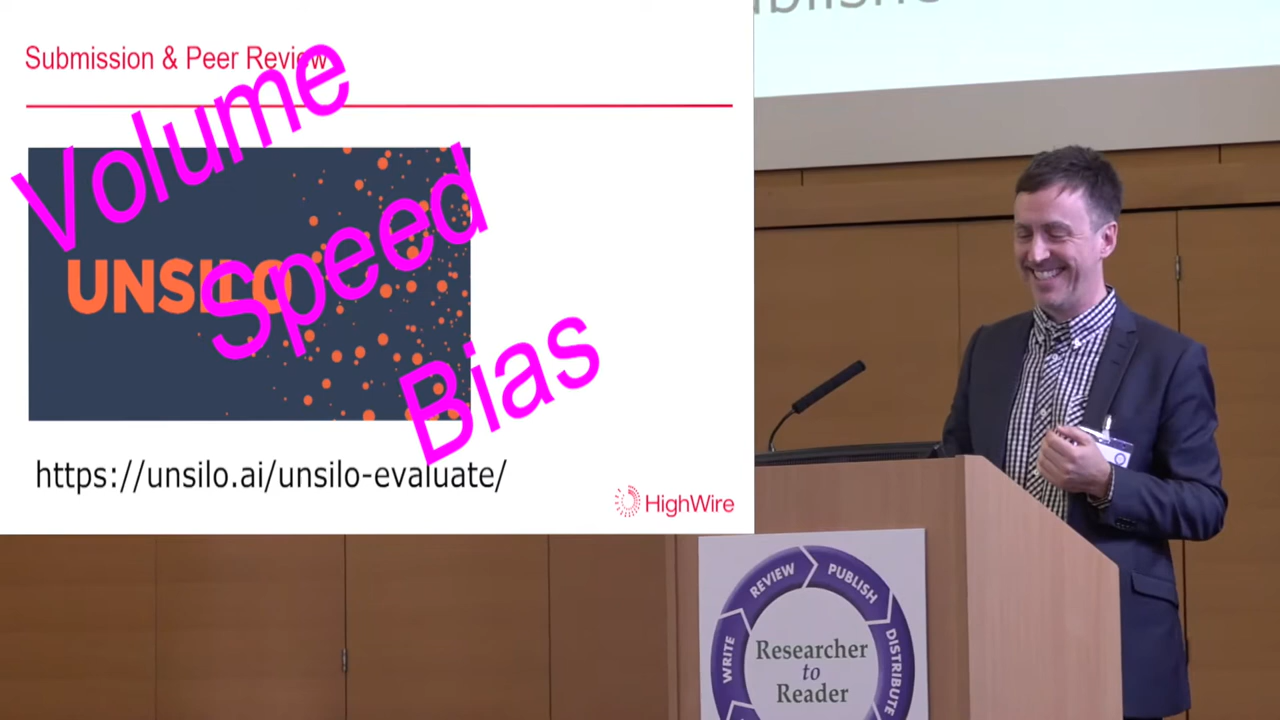 Submission & Peer Review
Volume
Speed
Bias
UNSILO
https://unsilo.ai/unsilo-evaluate/
HighWire
REVIEW
PUBLISH
WRITE
DISTRIBUTE
Researcher
to
Reader